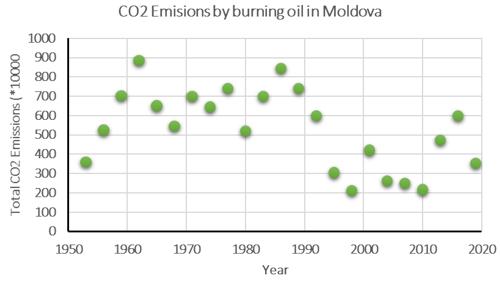 CO2 Emisions by burning oil in Moldova
Total CO2 Emissions (*10000
1000
900
800
700
600
500
400
300
200
100
0
1950 1960 1970 1980 1990 2000 2010 2020
Year